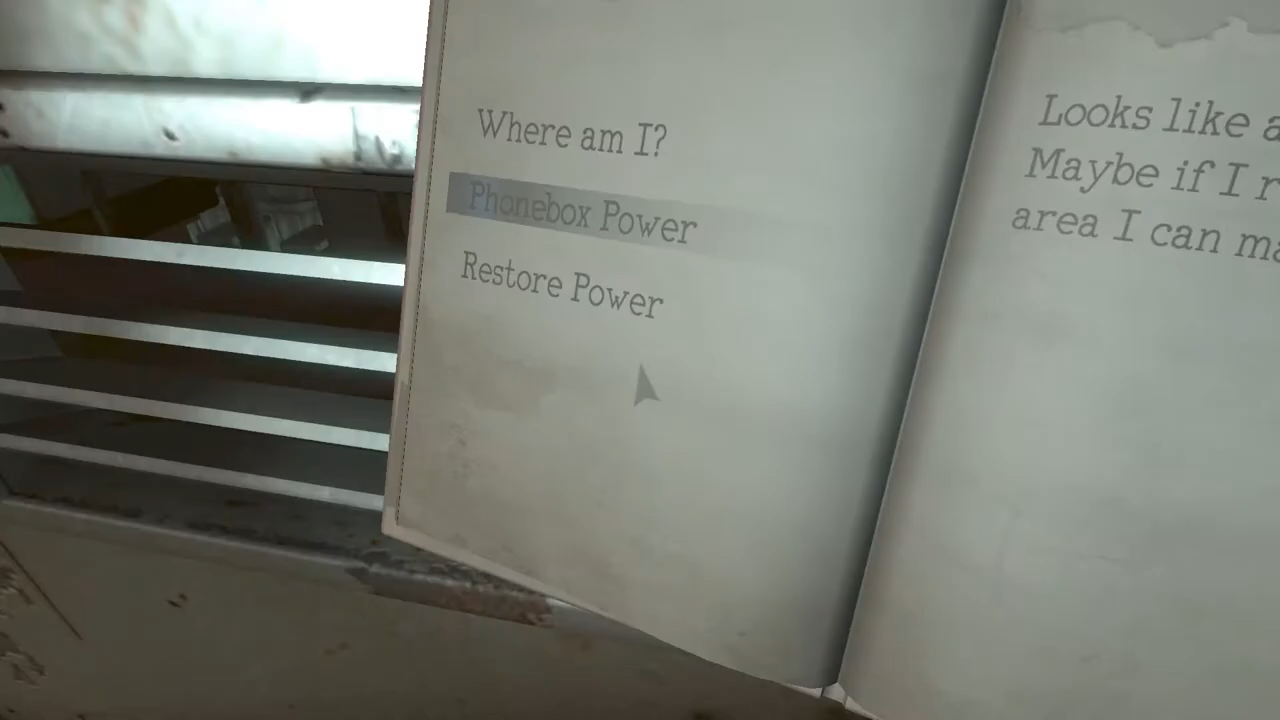 Where am I?
Phonebox Power
Restore Power
Looks like a
Maybe if I r
area I can ma